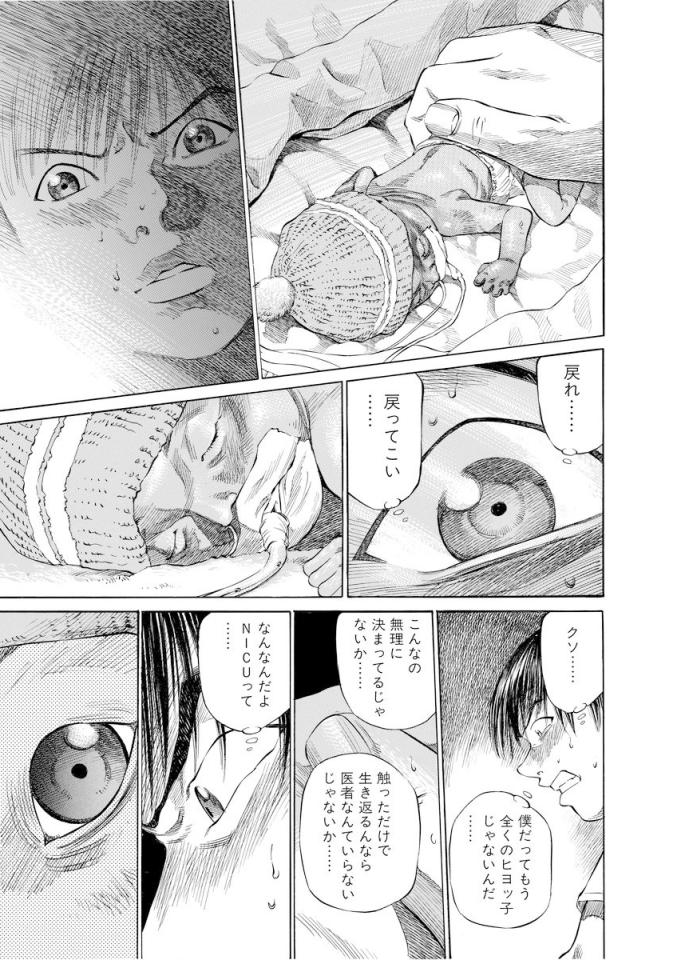 戻れ……
戻ってこい
……
クソ……
僕だってもう
全くのヒヨッ子
じゃないんだ
……
こんなの
無理に
決まってるじゃ
ないか……
触っただけで
生き返るんなら
医者なんていらない
じゃないか……
なんなんだよ
NICUって
……